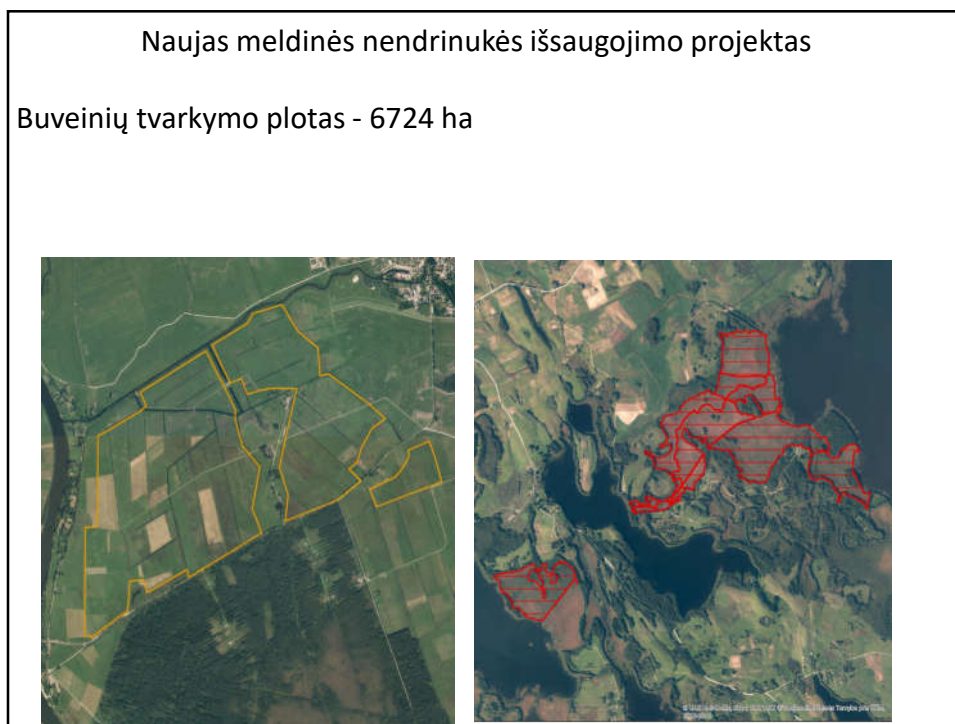 Naujas meldinės nendrinukės išsaugojimo projektas
Buveinių tvarkymo plotas - 6724 ha